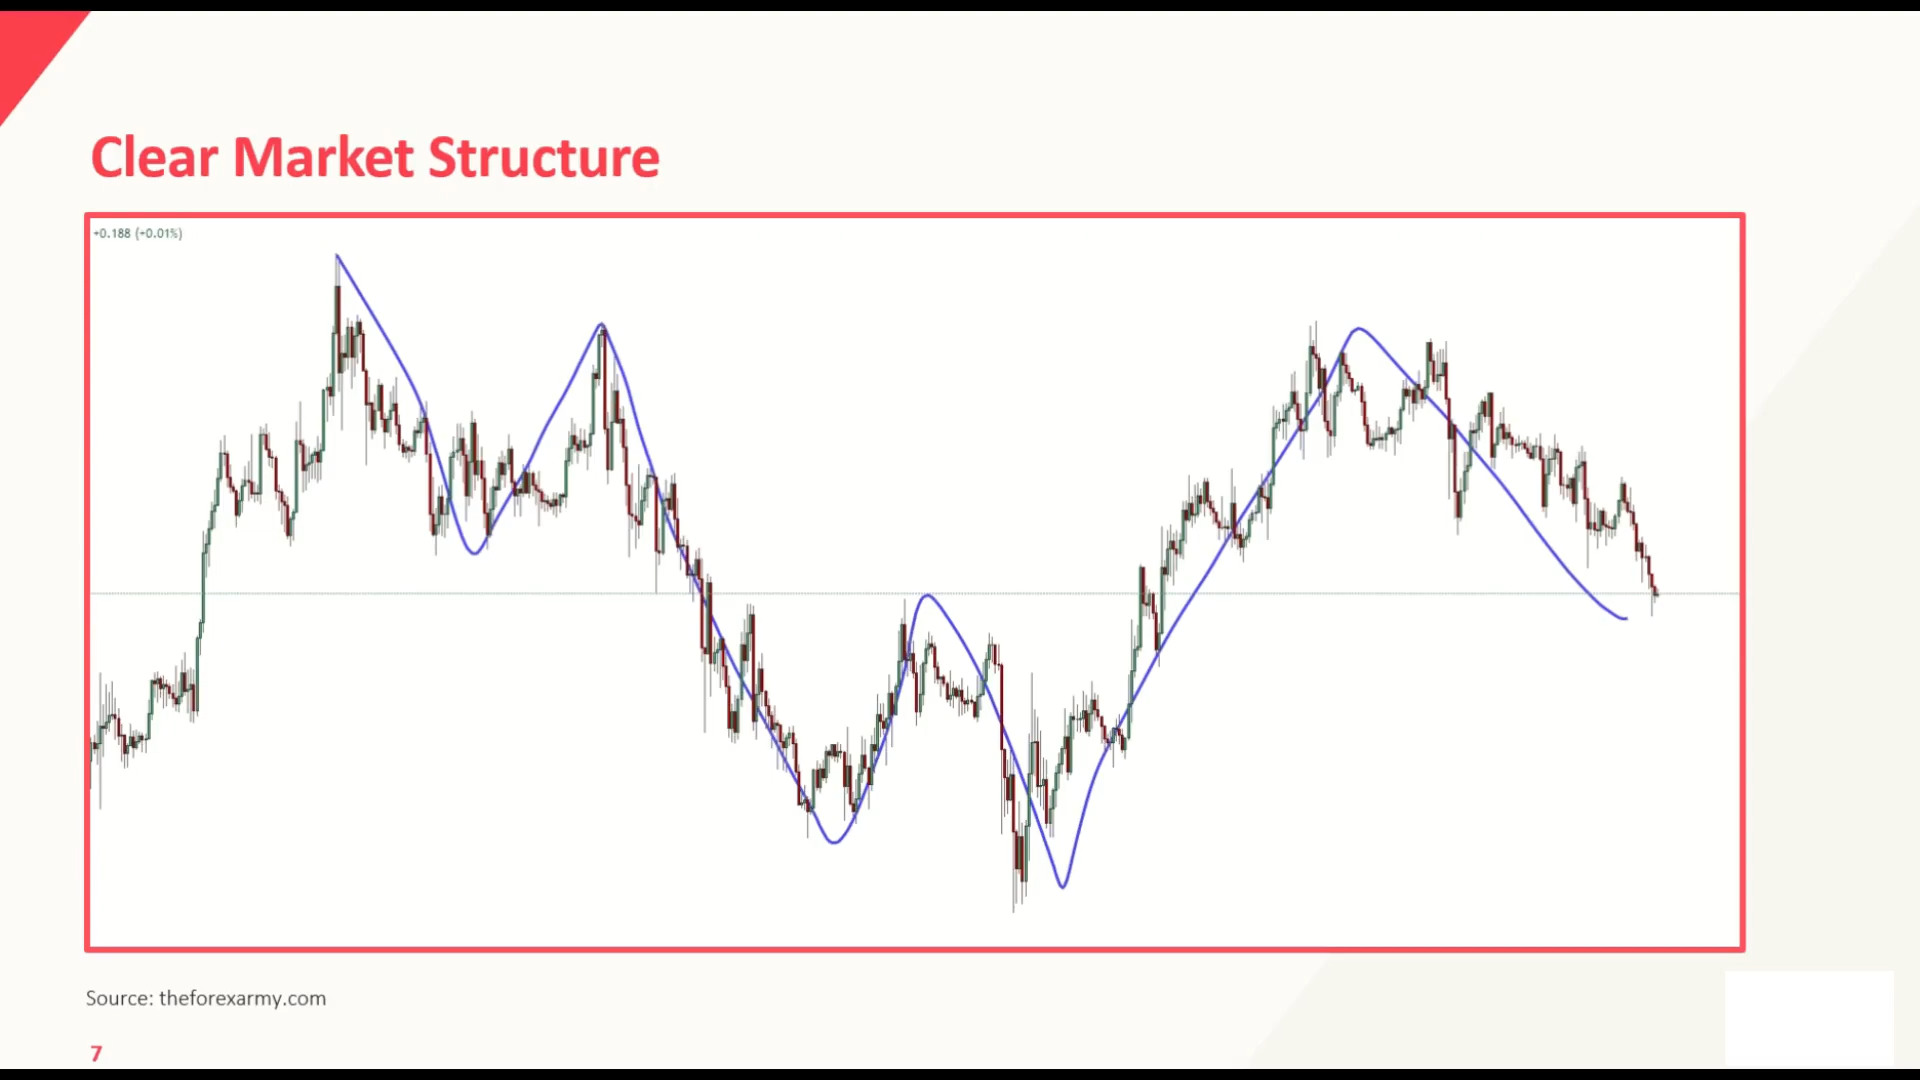 Clear Market Structure
+0.188 (+0.01%)
Source: theforexarmy.com
7